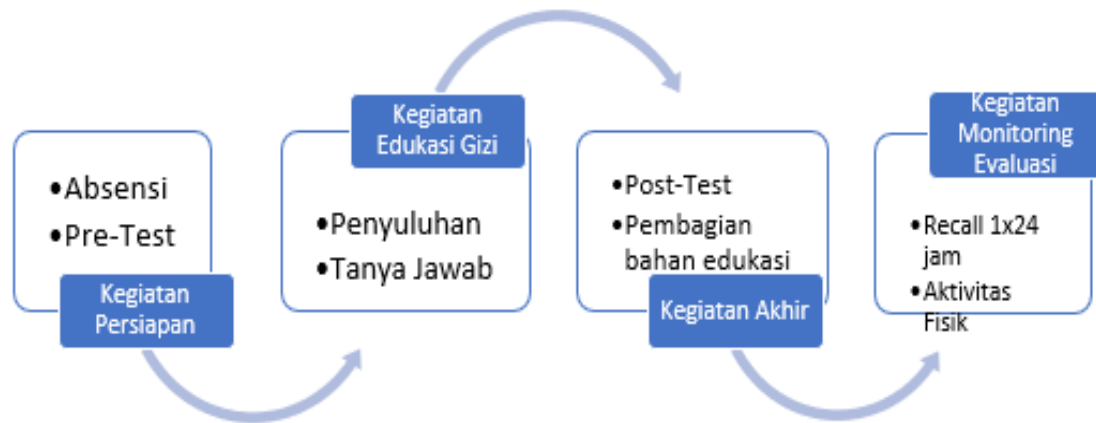 •Absensi
•Pre-Test
Kegiatan
Persiapan
Kegiatan
Edukasi Gizi
•Penyuluhan
•Tanya Jawab
•Post-Test
•Pembagian
bahan edukasi
Kegiatan Akhir
Kegiatan
Monitoring
Evaluasi
•Recall 1x24
jam
•Aktivitas
Fisik